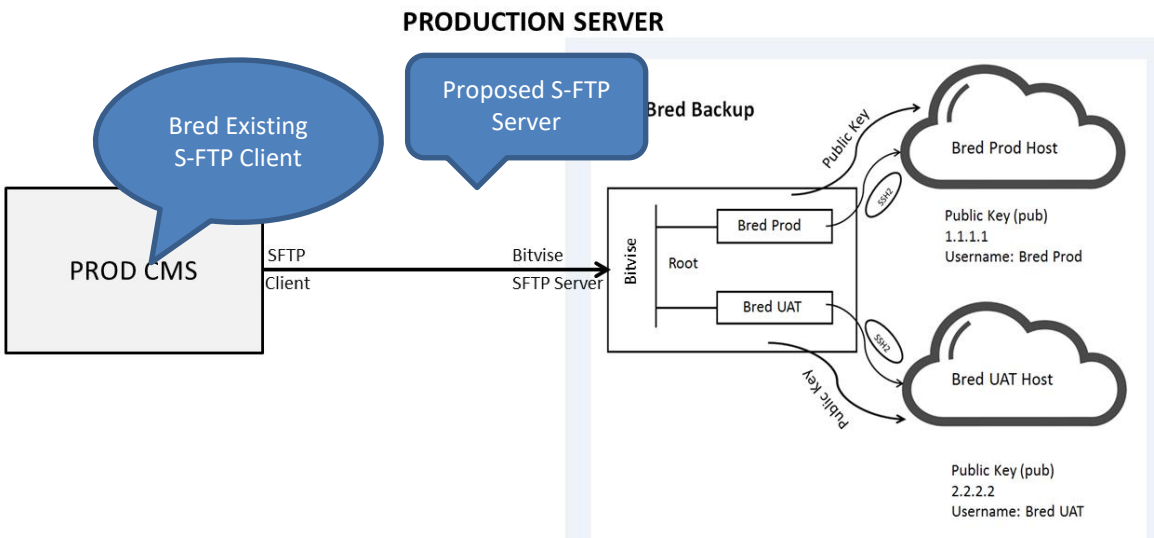 PRODUCTION SERVER
Proposed S-FTP
Server
Bred Existing
S-FTP Client
Bred Backup
Public Key
Bred Prod Host
SSH2
Public Key (pub)
1.1.1.1
Username: Bred Prod
PROD CMS
SFTP
Client
Bitvise
SFTP Server
Bitvise
Root
Bred Prod
Bred UAT
SSH2
Public Key
Bred UAT Host
Public Key (pub)
2.2.2.2
Username: Bred UAT